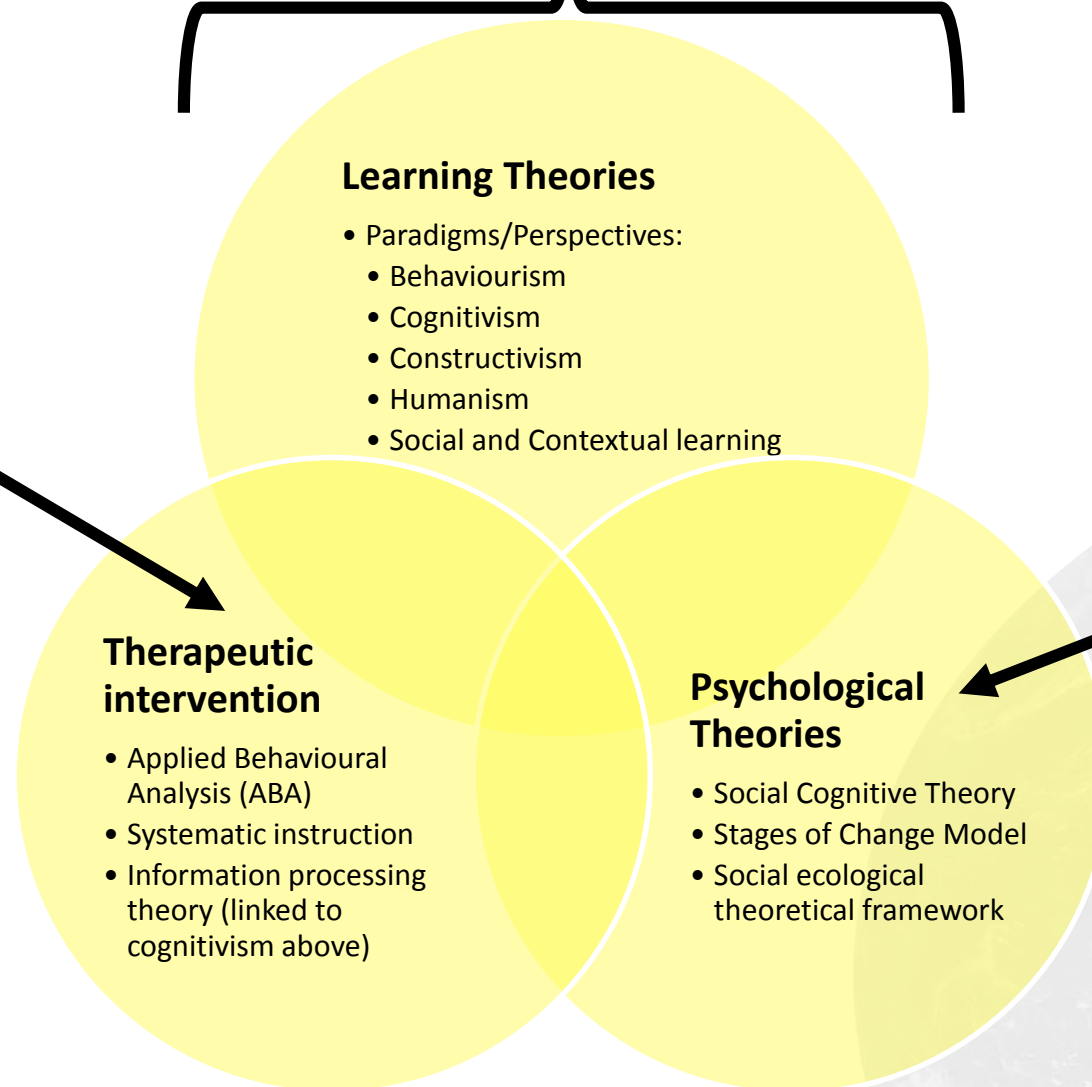 Learning Theories
• Paradigms/Perspectives:
• Behaviourism
• Cognitivism
• Constructivism
• Humanism
• Social and Contextual learning
Therapeutic
intervention
• Applied Behavioural
Analysis (ABA)
• Systematic instruction
• Information processing
theory (linked to
cognitivism above)
Psychological
Theories
• Social Cognitive Theory
• Stages of Change Model
• Social ecological
theoretical framework